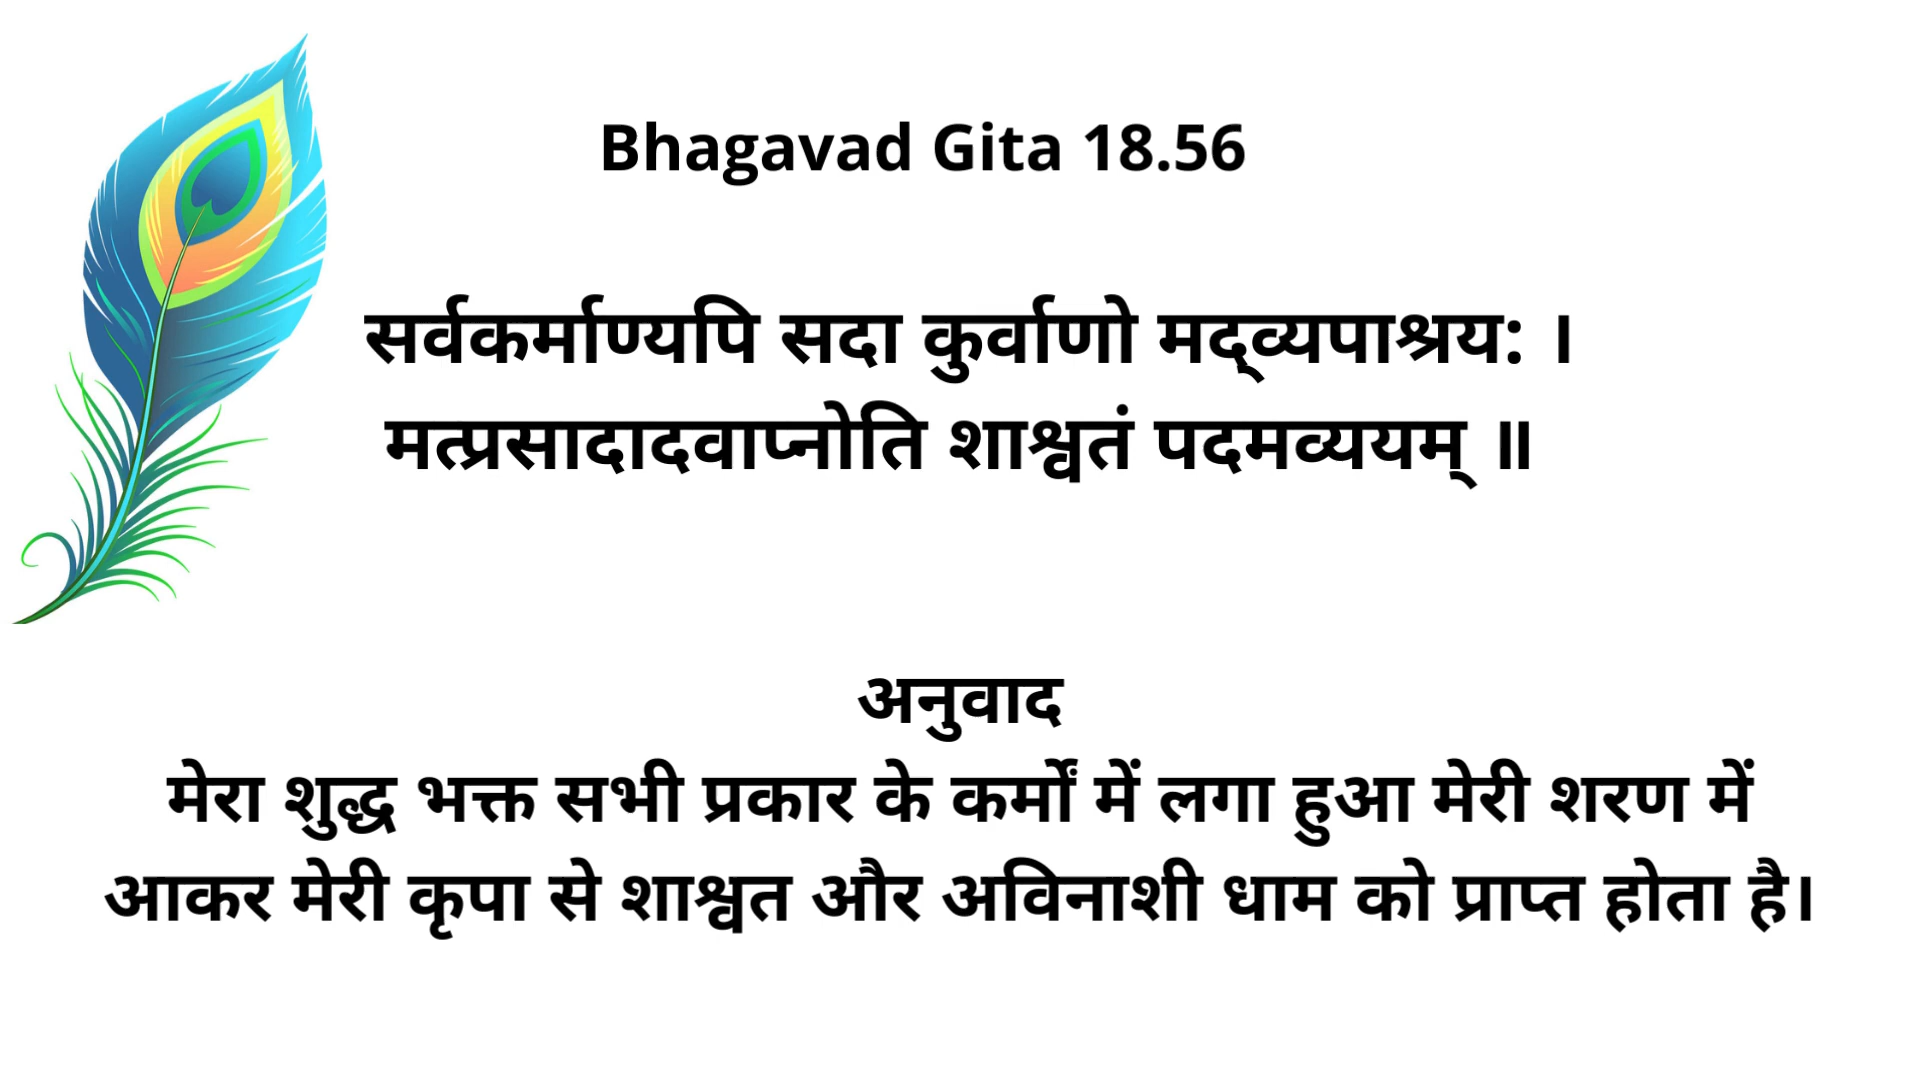 Bhagavad Gita 18.56
सर्वकर्माण्यपि सदा कुर्वाणो मद्‌व्यपाश्रय: ।
मत्प्रसादादवाप्नोति शाश्वतं पदमव्ययम् ॥
अनुवाद
मेरा शुद्ध भक्त सभी प्रकार के कर्मों में लगा हुआ मेरी शरण में
आकर मेरी कृपा से शाश्वत और अविनाशी धाम को प्राप्त होता है।